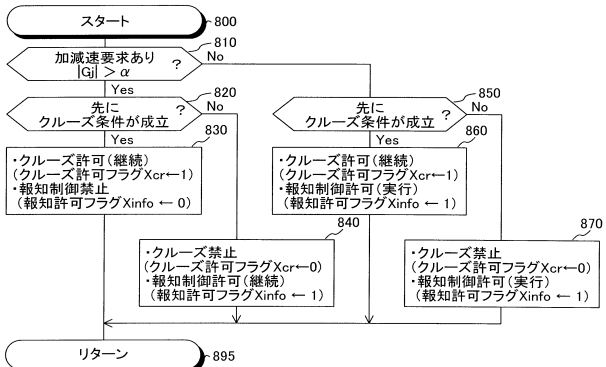 スタート
800
810
加減速要求あり
|Gj| > α
?
No
Yes
820
先に
クルーズ条件が成立
?
No
Yes
830
・クルーズ許可(継続)
(クルーズ許可フラグXcr←1)
・報知制御禁止
(報知許可フラグXinfo ← 0)
840
・クルーズ禁止
(クルーズ許可フラグXcr←0)
・報知制御許可(継続)
(報知許可フラグXinfo ← 1)
850
先に
クルーズ条件が成立
?
No
Yes
860
・クルーズ許可(継続)
(クルーズ許可フラグXcr←1)
・報知制御許可(実行)
(報知許可フラグXinfo ← 1)
870
・クルーズ禁止
(クルーズ許可フラグXcr←0)
・報知制御許可(実行)
(報知許可フラグXinfo ← 1)
リターン
895